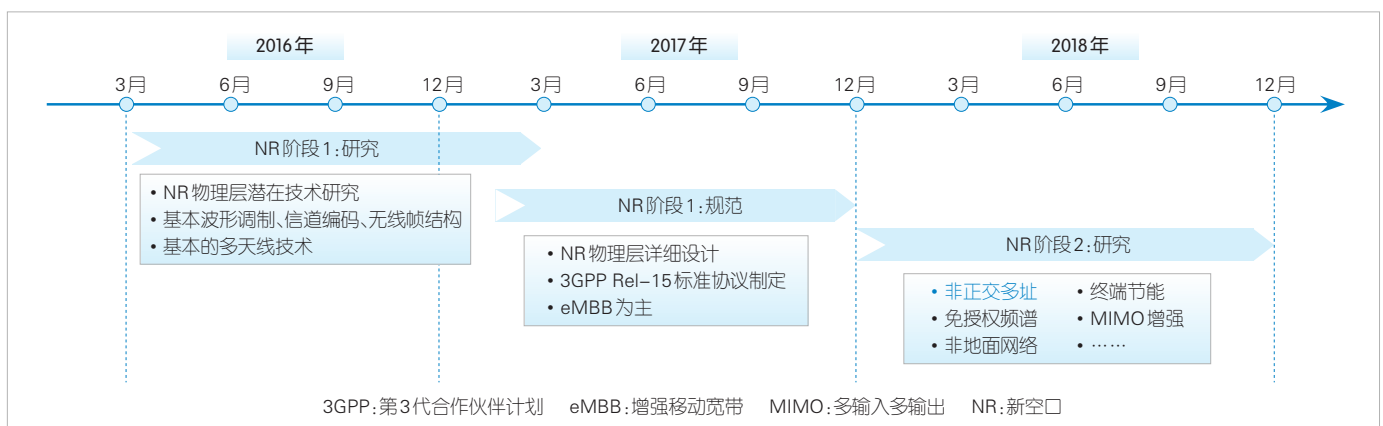 2016年 2017年 2018年
3月 6月 9月 12月 3月 6月 9月 12月 3月 6月 9月 12月
NR阶段1:研究
• NR物理层潜在技术研究
• 基本波形调制、信道编码、无线帧结构
• 基本的多天线技术
NR阶段1:规范
• NR物理层详细设计
• 3GPP Rel-15标准协议制定
• eMBB为主
NR阶段2:研究
• 非正交多址 • 终端节能
• 免授权频谱 • MIMO增强
• 非地面网络 • ……
3GPP:第3代合作伙伴计划 eMBB:增强移动宽带 MIMO:多输入多输出 NR:新空口